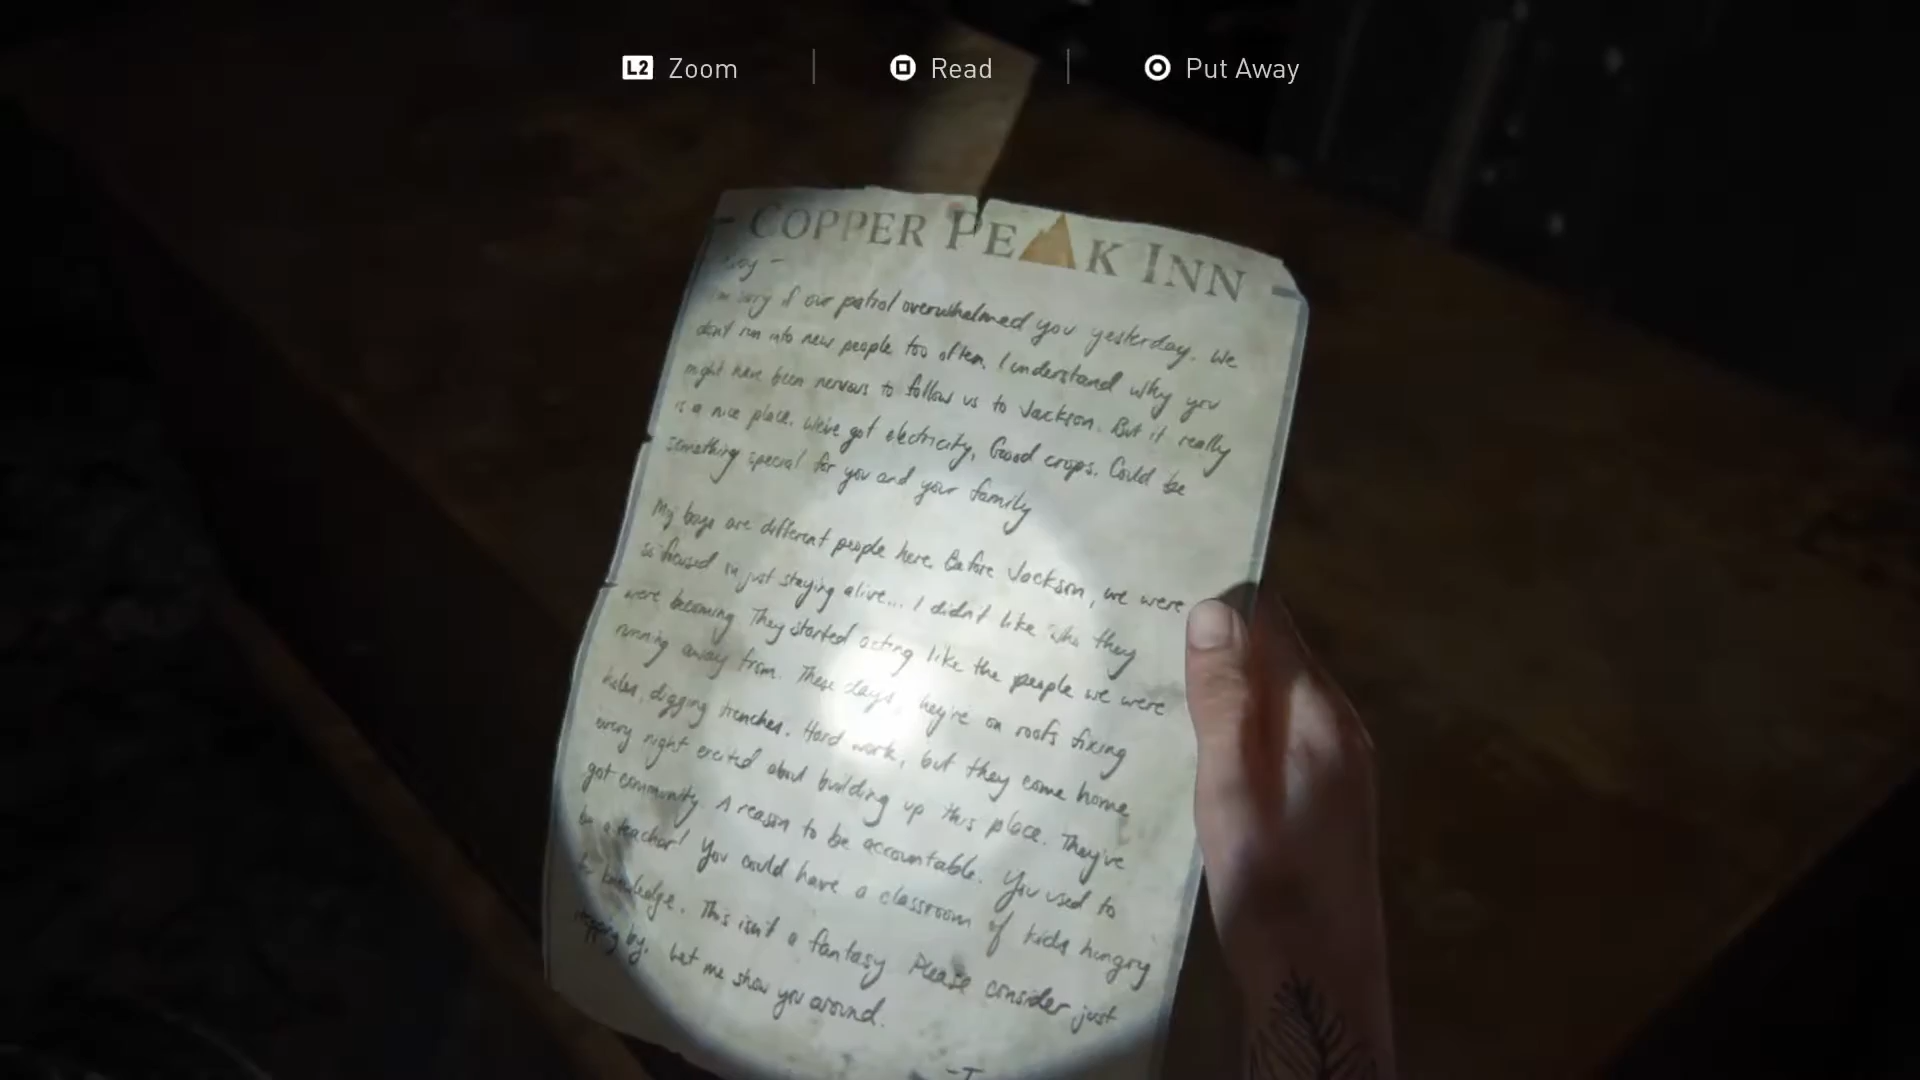 L2 Zoom | Read | Put Away
COPPER PEAK INN
I'm sorry if our patrol overwhelmed you yesterday. We
don't run into new people too often. I understand why you
might have been nervous to follow us to Jackson. But it really
is a nice place. We've got electricity, Good crops. Could be
something special for you and your family
My boys are different people here. Before Jackson, we were
so focused in just staying alive... I didn't like who they
were becoming. They started acting like the people we were
running away from. These days, they're on roofs fixing
holes, digging trenches. Hard work, but they come home
every night excited about building up this place. They've
got community. A reason to be accountable. You used to
be a teacher! You could have a classroom of kids hungry
for knowledge. This isn't a fantasy. Please consider just
stopping by. Let me show you around.